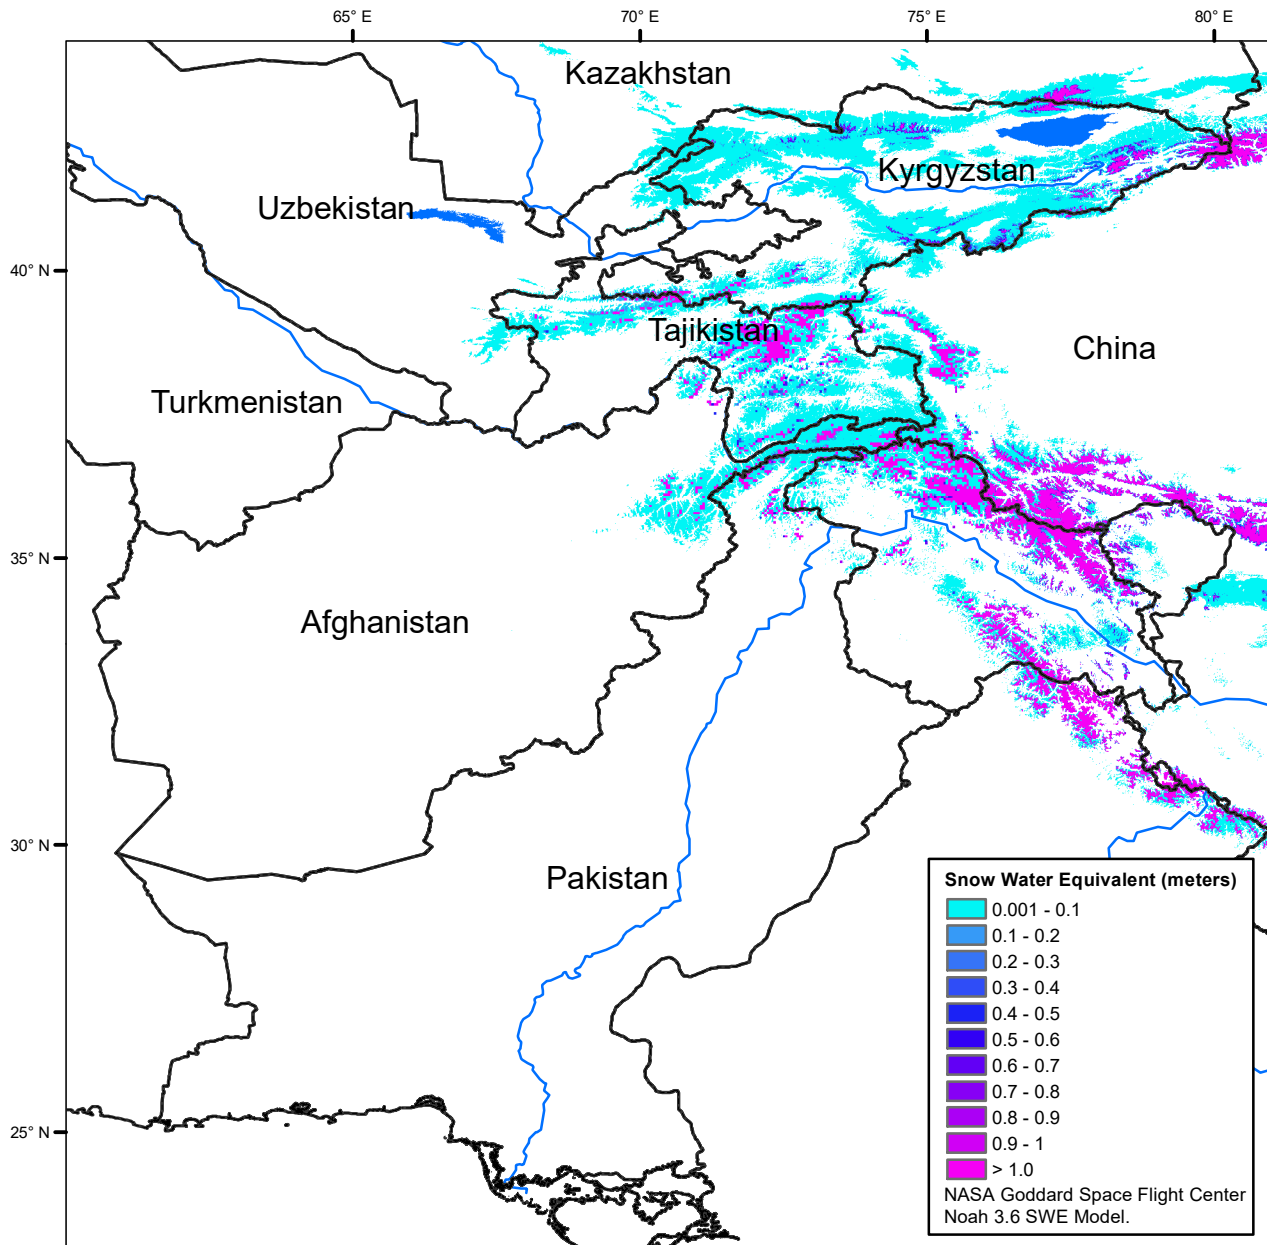 65° E
70° E
75° E
80° E
Kazakhstan
Kyrgyzstan
Uzbekistan
40° N
Tajikistan
China
Turkmenistan
35° N
Afghanistan
30° N
Pakistan
25° N
Snow Water Equivalent (meters)
0.001 - 0.1
0.1 - 0.2
0.2 - 0.3
0.3 - 0.4
0.4 - 0.5
0.5 - 0.6
0.6 - 0.7
0.7 - 0.8
0.8 - 0.9
0.9 - 1
> 1.0
NASA Goddard Space Flight Center
Noah 3.6 SWE Model.